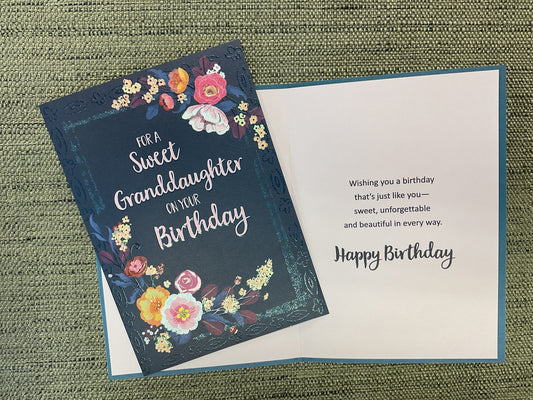 FOR A
Sweet
Granddaughter
ON YOUR
Birthday
Wishing you a birthday
that's just like you—
sweet, unforgettable
and beautiful in every way.
Happy Birthday